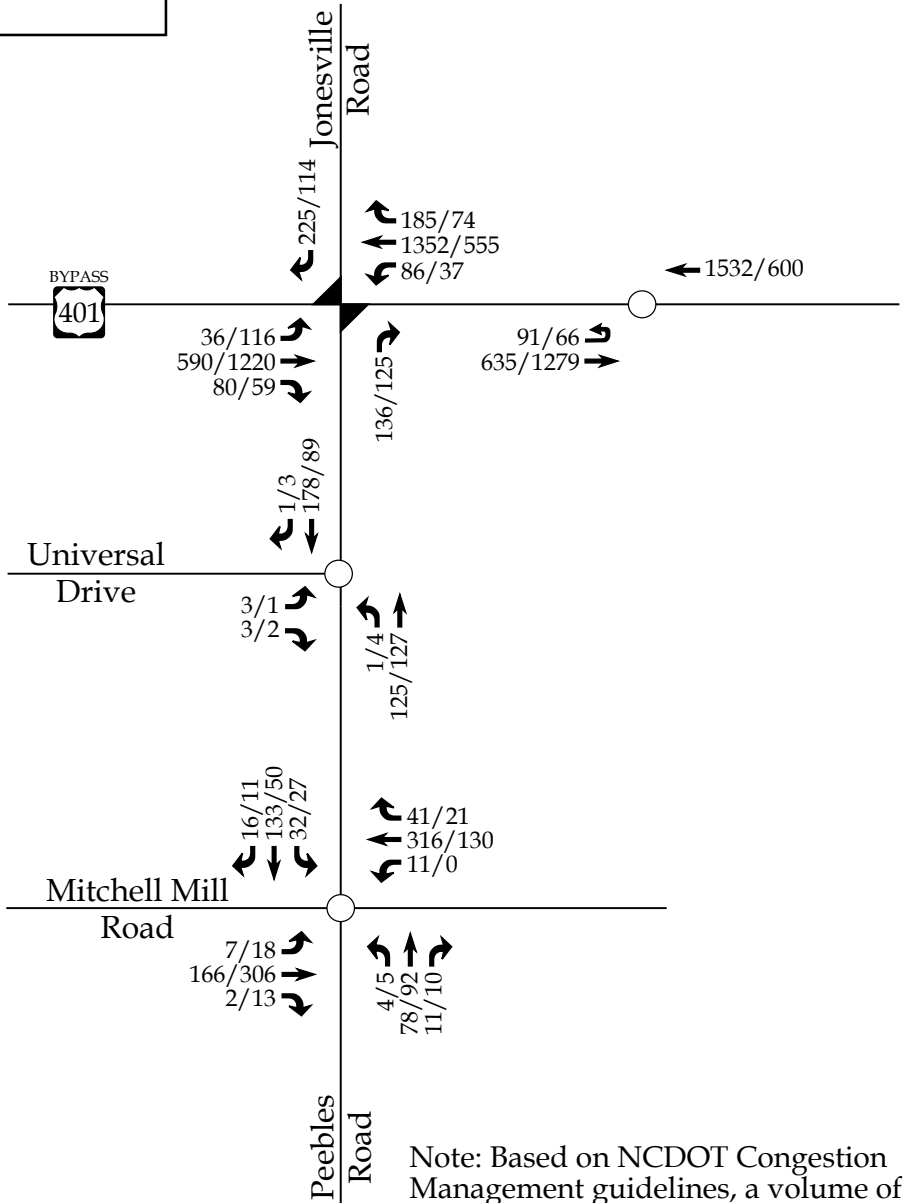 Jonesville
Road
225/114
185/74
1352/555
86/37
1532/600
BYPASS
401
36/116
590/1220
80/59
136/125
91/66
635/1279
1/3
178/89
Universal
Drive
3/1
3/2
1/4
125/127
16/11
133/50
32/27
41/21
316/130
11/0
Mitchell Mill
Road
7/18
166/306
2/13
4/5
78/92
11/10
Peebles
Road
Note: Based on NCDOT Congestion
Management guidelines, a volume of